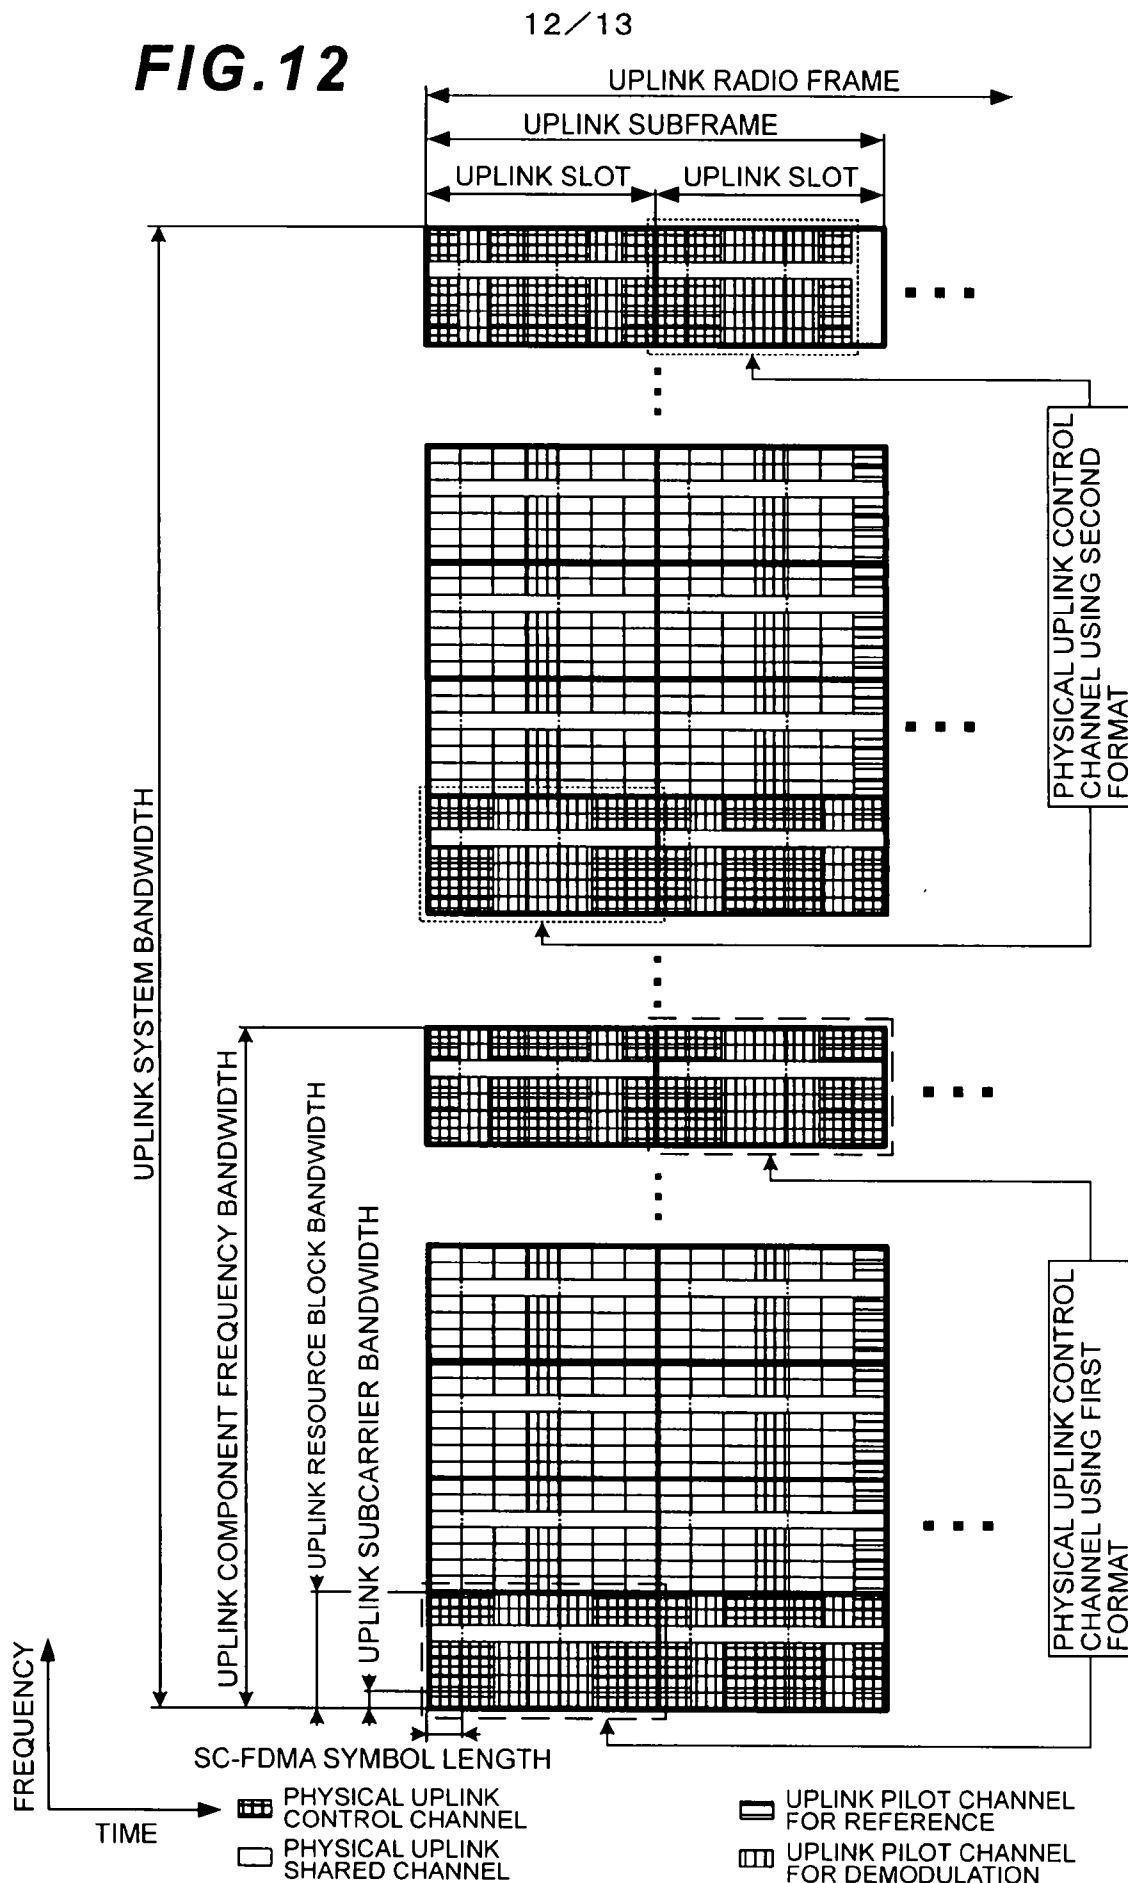 12/13
FIG.12
UPLINK RADIO FRAME
UPLINK SUBFRAME
UPLINK SLOT
UPLINK SLOT
PHYSICAL UPLINK CONTROL
CHANNEL USING SECOND
FORMAT
UPLINK SYSTEM BANDWIDTH
UPLINK COMPONENT FREQUENCY BANDWIDTH
UPLINK RESOURCE BLOCK BANDWIDTH
UPLINK SUBCARRIER BANDWIDTH
PHYSICAL UPLINK CONTROL
CHANNEL USING FIRST
FORMAT
FREQUENCY
TIME
SC-FDMA SYMBOL LENGTH
PHYSICAL UPLINK
CONTROL CHANNEL
PHYSICAL UPLINK
SHARED CHANNEL
UPLINK PILOT CHANNEL
FOR REFERENCE
UPLINK PILOT CHANNEL
FOR DEMODULATION